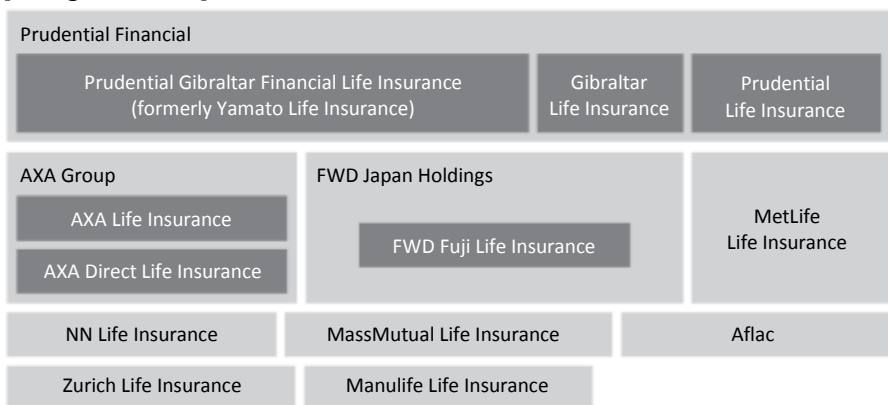 Prudential Financial
Prudential Gibraltar Financial Life Insurance
(formerly Yamato Life Insurance)
Gibraltar
Life Insurance
Prudential
Life Insurance
AXA Group
AXA Life Insurance
AXA Direct Life Insurance
FWD Japan Holdings
FWD Fuji Life Insurance
MetLife
Life Insurance
NN Life Insurance
MassMutual Life Insurance
Aflac
Zurich Life Insurance
Manulife Life Insurance